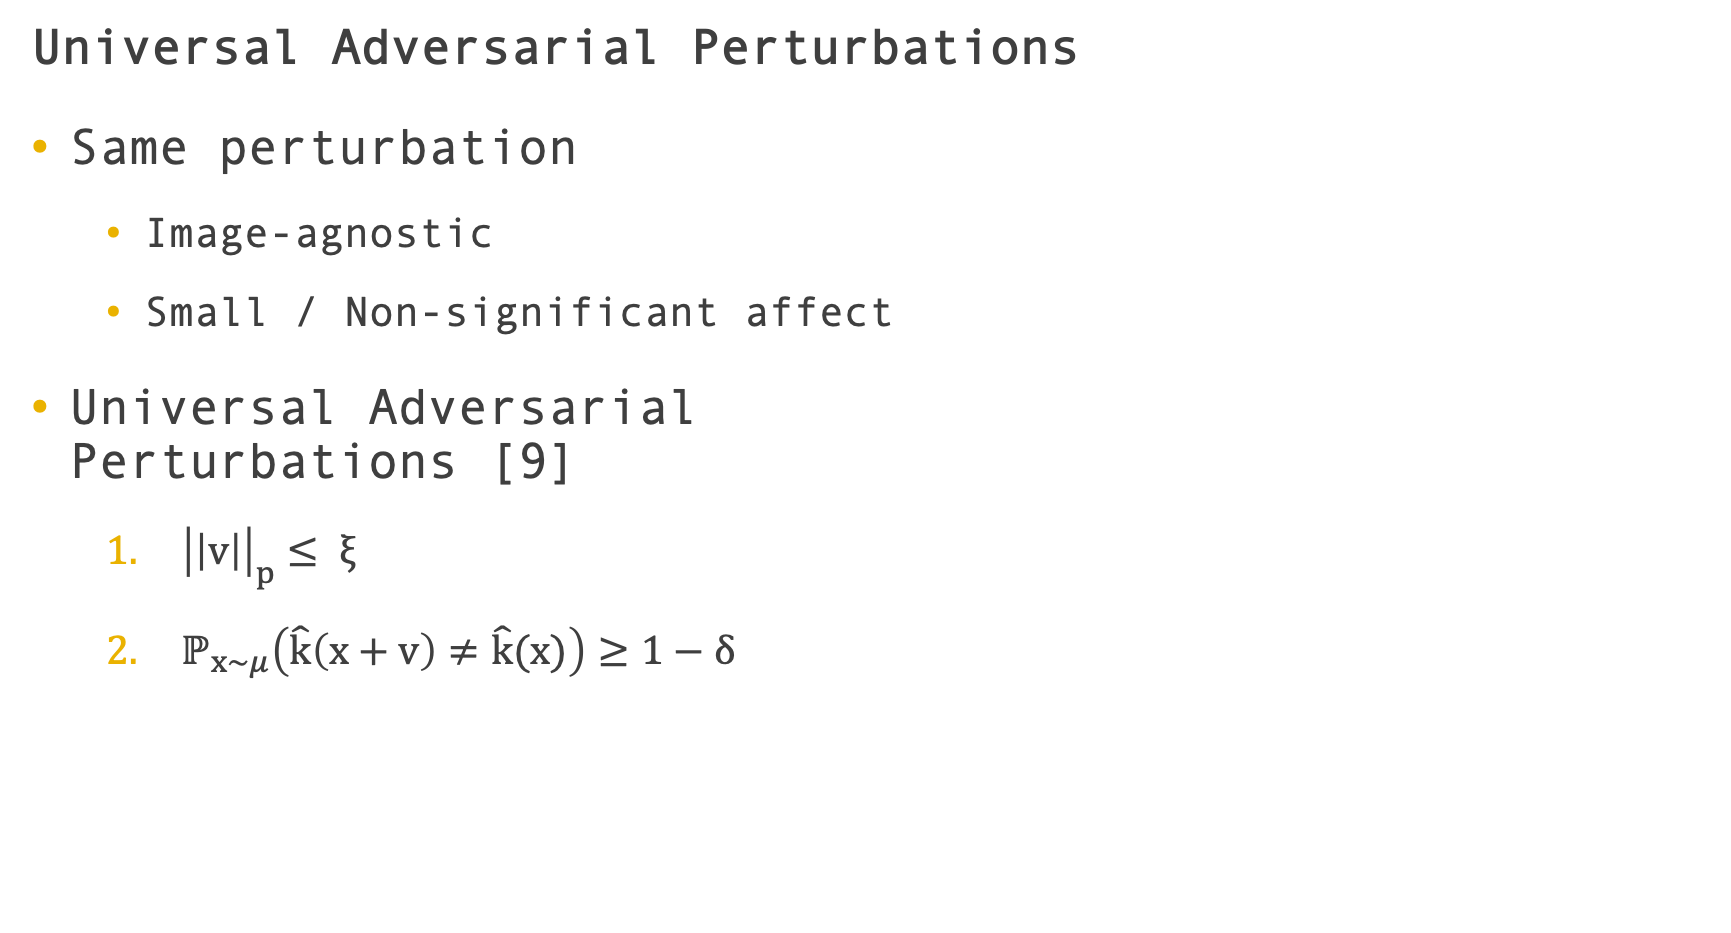 Universal Adversarial Perturbations
• Same perturbation
• Image-agnostic
• Small / Non-significant affect
• Universal Adversarial
Perturbations [9]
1. ||v||ₚ ≤ ξ
2. ℙₓ∼μ(k̂(x + v) ≠ k̂(x)) ≥ 1 − δ